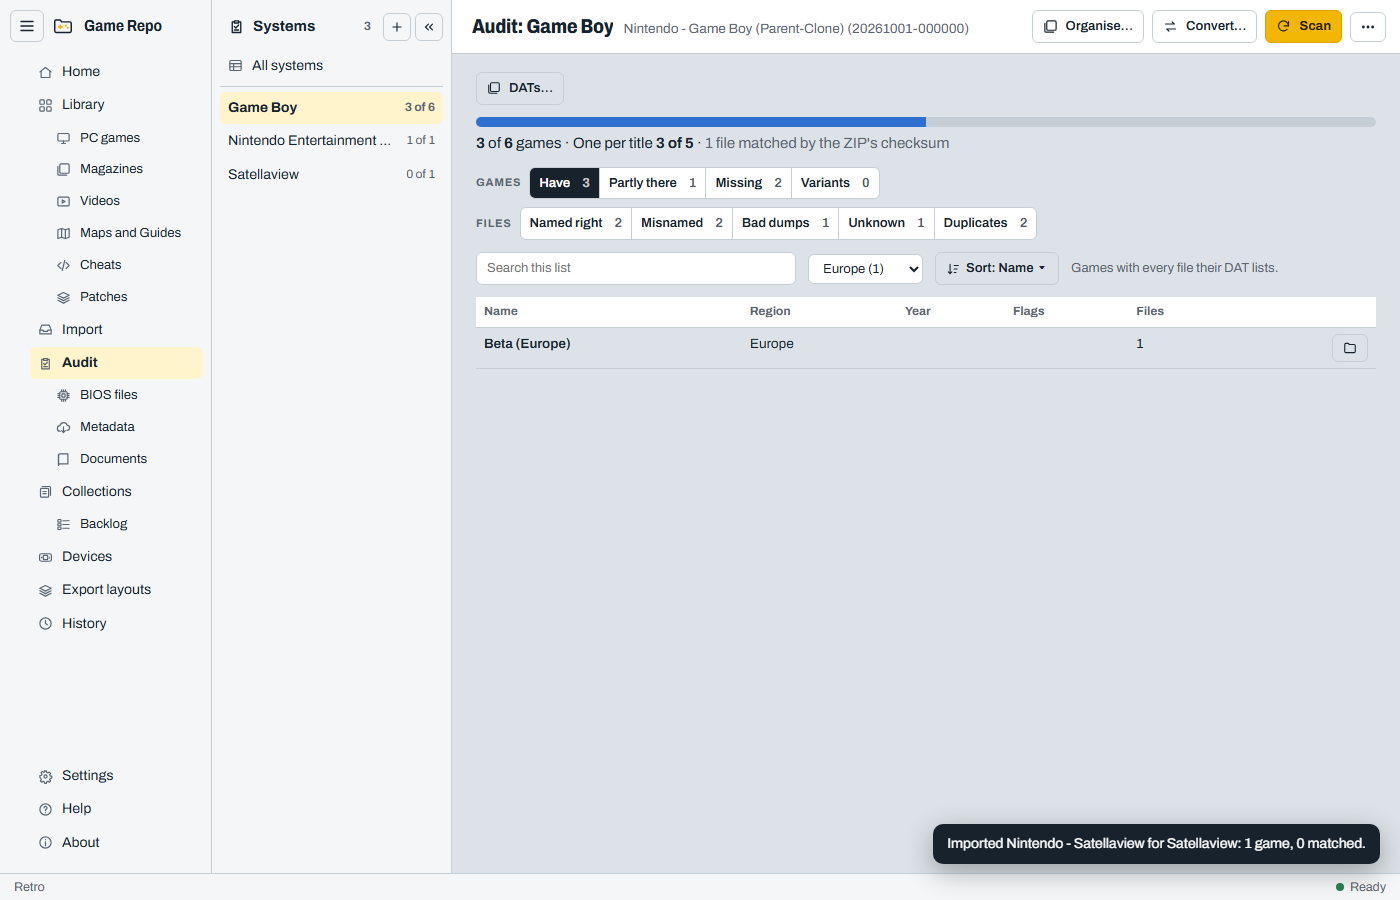 Game Repo
Home
Library
PC games
Magazines
Videos
Maps and Guides
Cheats
Patches
Import
Audit
BIOS files
Metadata
Documents
Collections
Backlog
Devices
Export layouts
History
Settings
Help
About
Systems 3
All systems
Game Boy 3 of 6
Nintendo Entertainment ... 1 of 1
Satellaview 0 of 1
Audit: Game Boy Nintendo - Game Boy (Parent-Clone) (20261001-000000)
Organise... Convert... Scan
DATs...
3 of 6 games · One per title 3 of 5 · 1 file matched by the ZIP's checksum
GAMES Have 3 Partly there 1 Missing 2 Variants 0
FILES Named right 2 Misnamed 2 Bad dumps 1 Unknown 1 Duplicates 2
Search this list Europe (1) Sort: Name Games with every file their DAT lists.
Name Region Year Flags Files
Beta (Europe) Europe 1
Imported Nintendo - Satellaview for Satellaview: 1 game, 0 matched.
Retro Ready